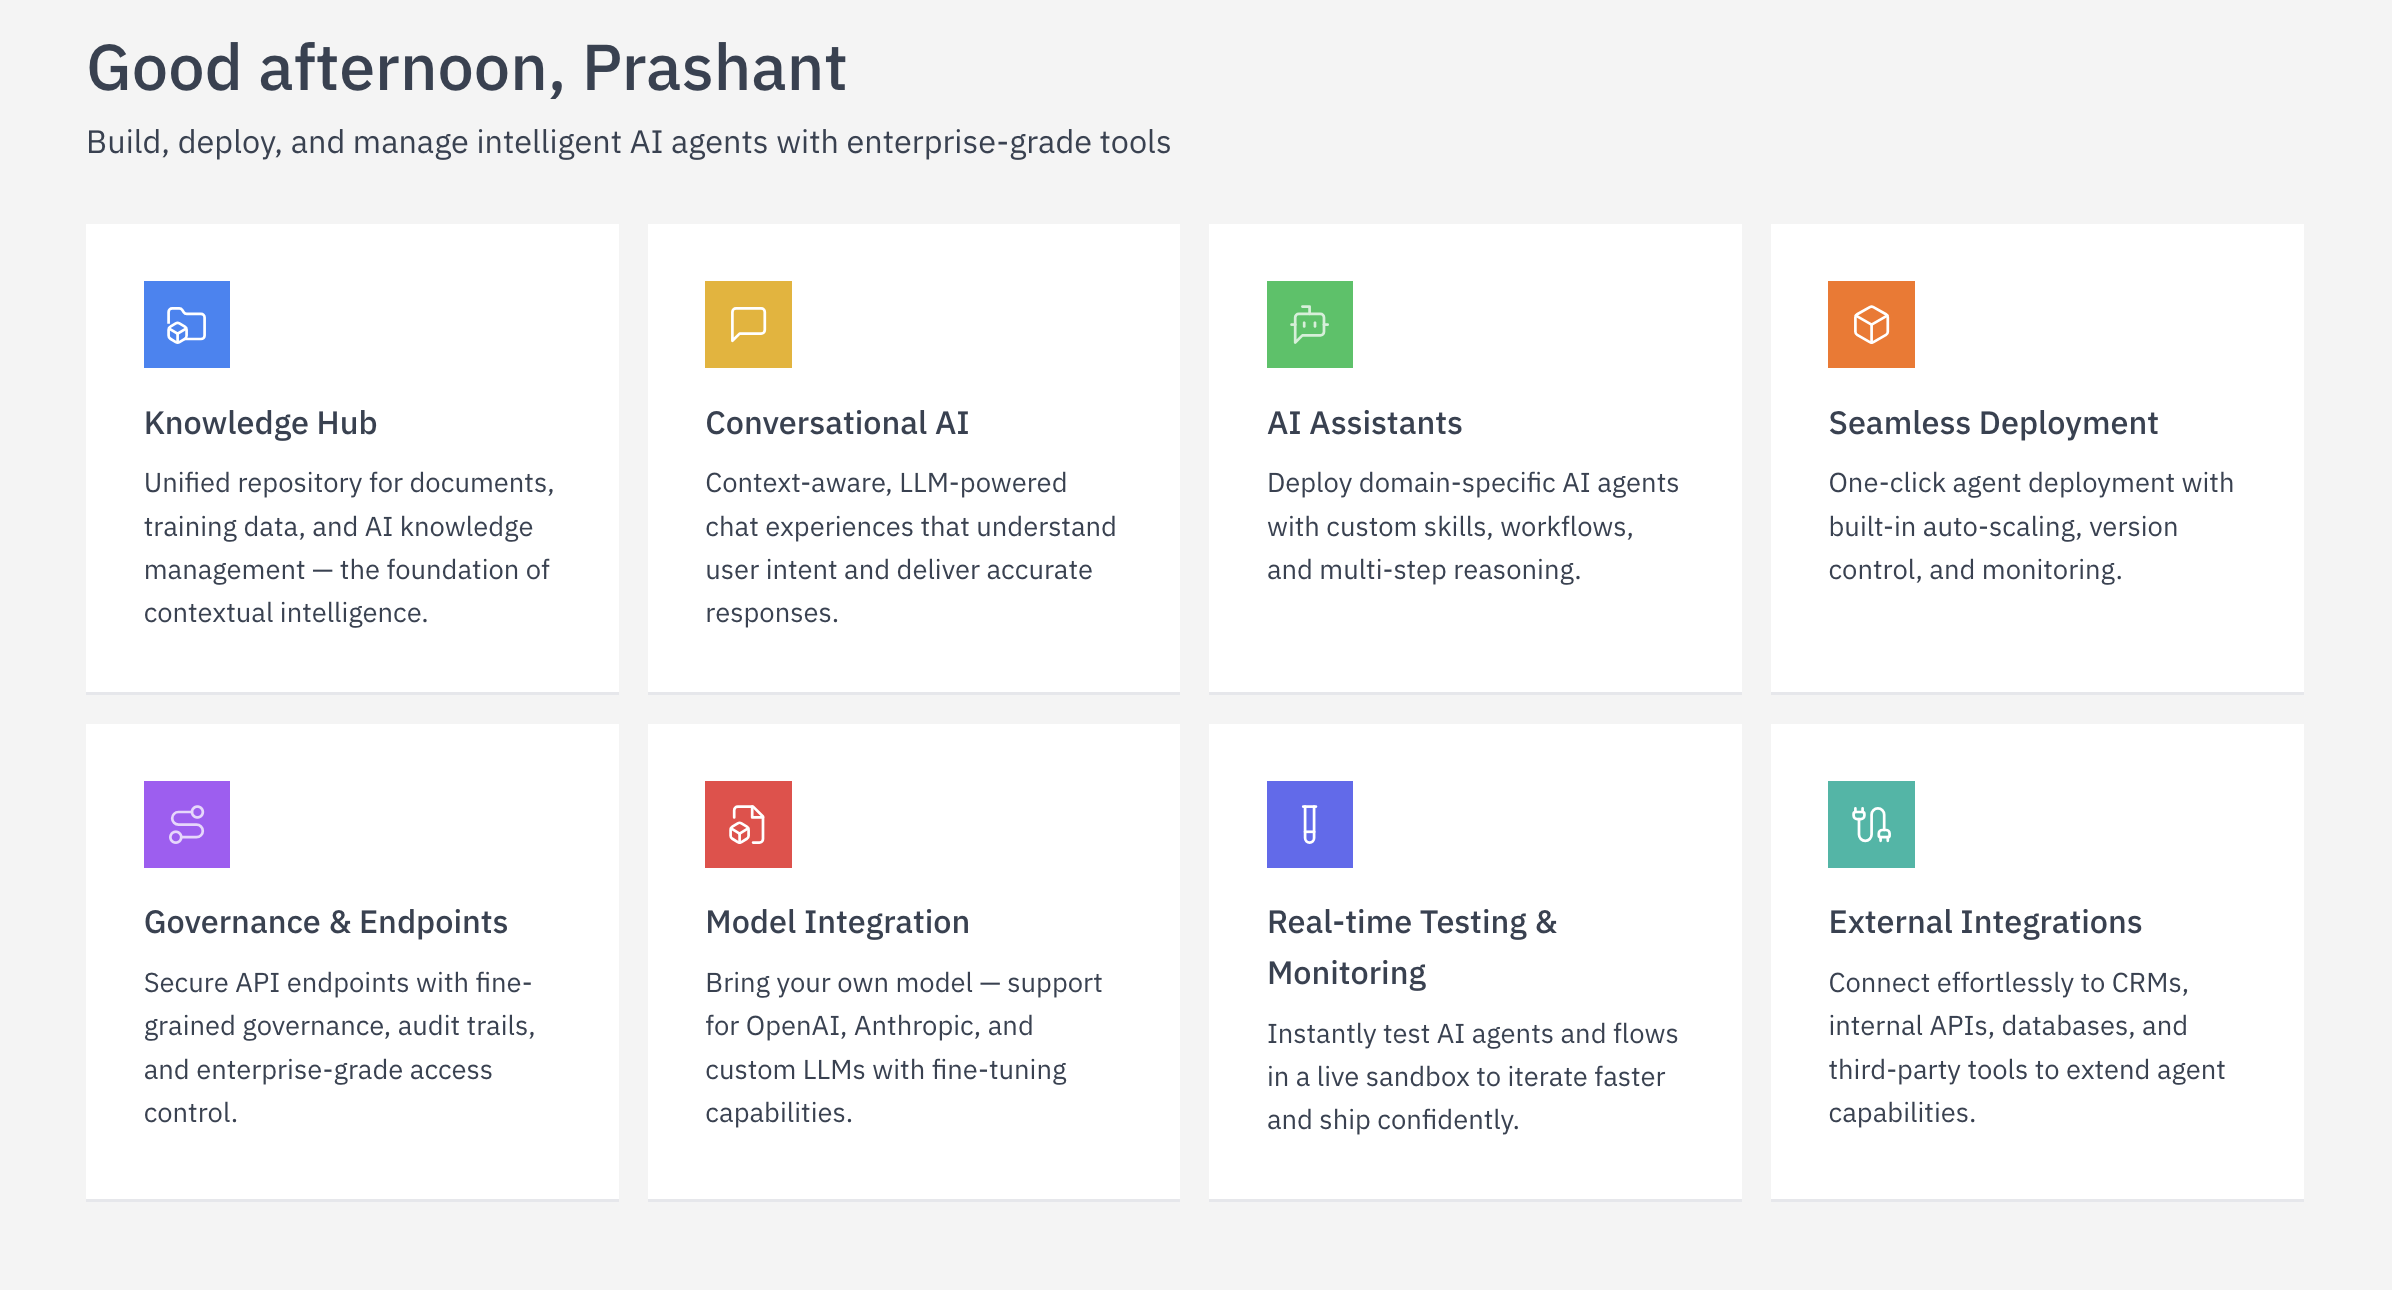 Good afternoon, Prashant
Build, deploy, and manage intelligent AI agents with enterprise-grade tools
Knowledge Hub
Unified repository for documents,
training data, and AI knowledge
management — the foundation of
contextual intelligence.
Conversational AI
Context-aware, LLM-powered
chat experiences that understand
user intent and deliver accurate
responses.
AI Assistants
Deploy domain-specific AI agents
with custom skills, workflows,
and multi-step reasoning.
Seamless Deployment
One-click agent deployment with
built-in auto-scaling, version
control, and monitoring.
Governance & Endpoints
Secure API endpoints with fine-
grained governance, audit trails,
and enterprise-grade access
control.
Model Integration
Bring your own model — support
for OpenAI, Anthropic, and
custom LLMs with fine-tuning
capabilities.
Real-time Testing &
Monitoring
Instantly test AI agents and flows
in a live sandbox to iterate faster
and ship confidently.
External Integrations
Connect effortlessly to CRMs,
internal APIs, databases, and
third-party tools to extend agent
capabilities.